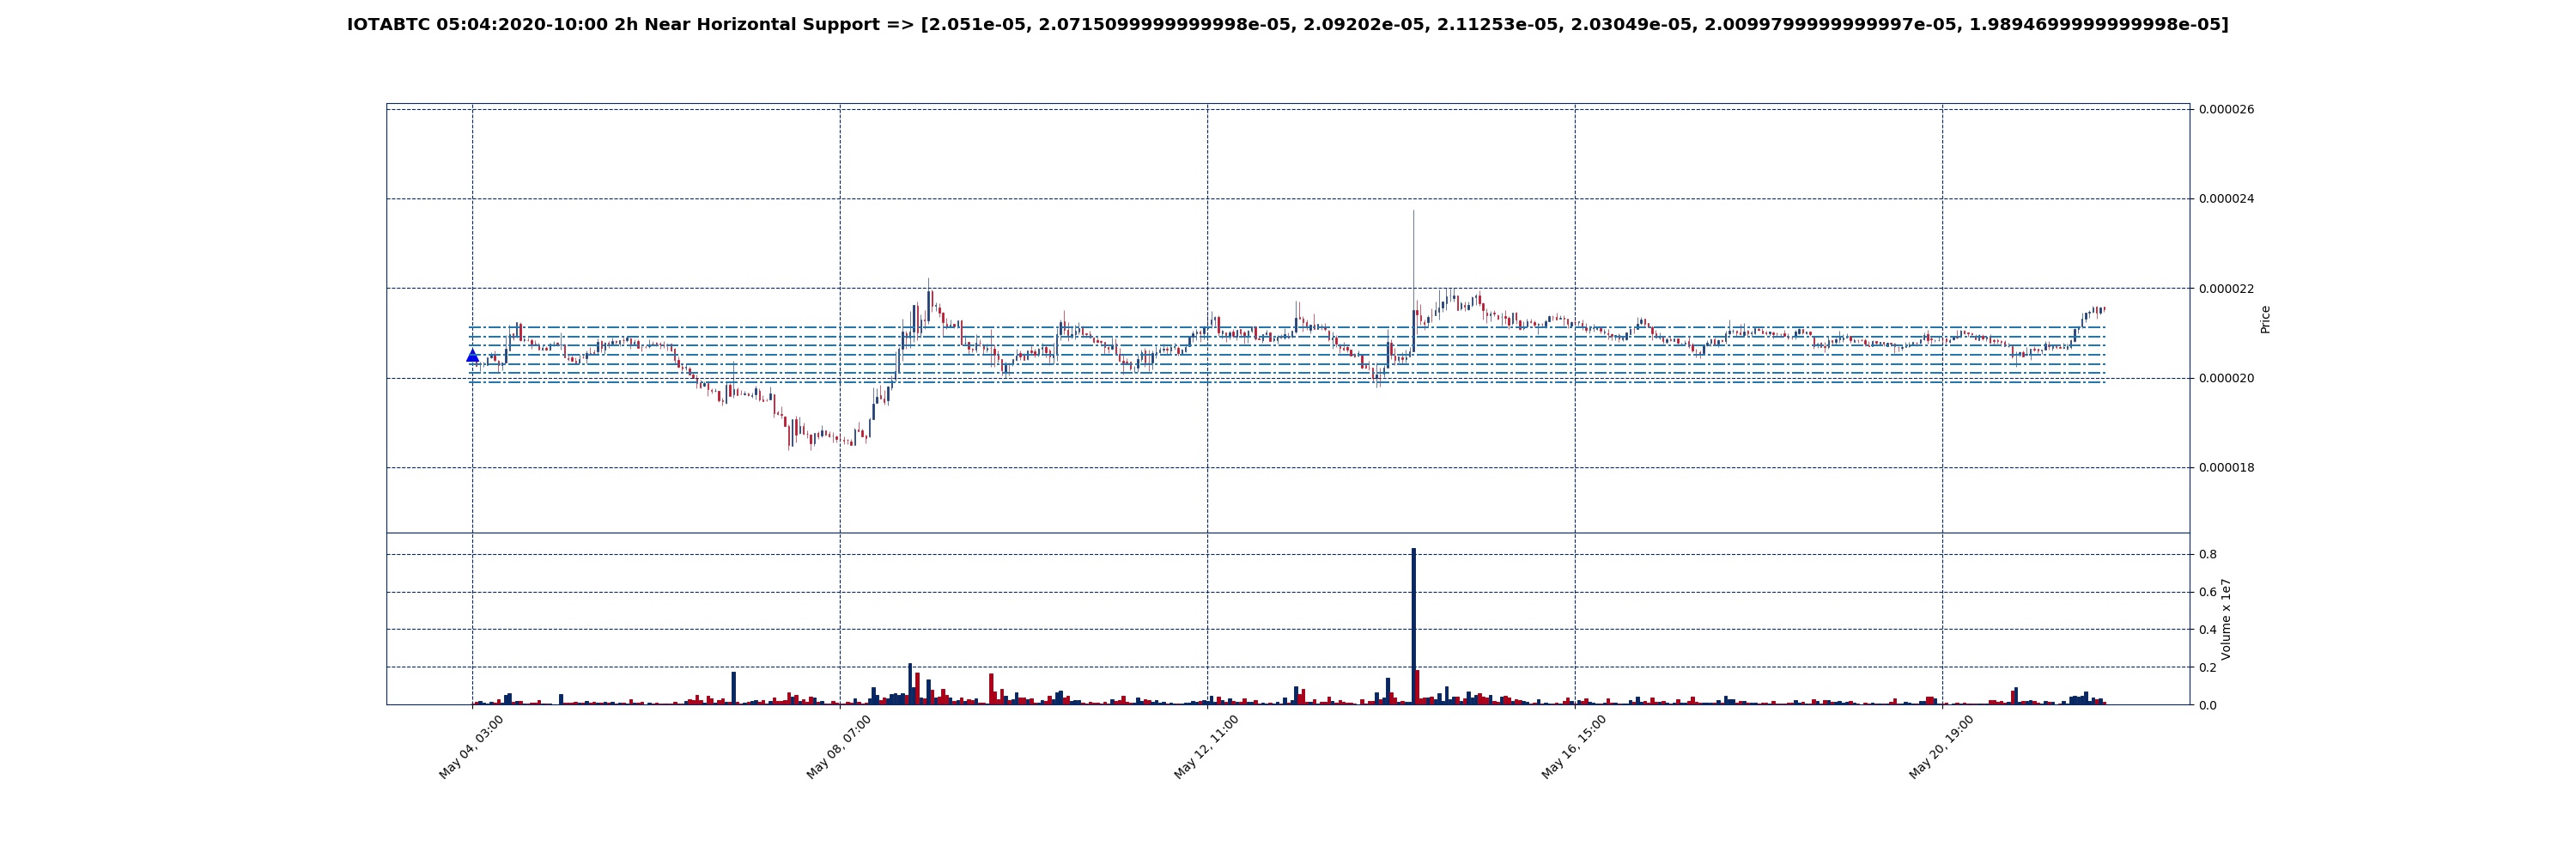 IOTABTC 05:04:2020-10:00 2h Near Horizontal Support => [2.051e-05, 2.0715099999999998e-05, 2.09202e-05, 2.11253e-05, 2.03049e-05, 2.0099799999999997e-05, 1.9894699999999998e-05]
0.000026
0.000024
0.000022
0.000020
0.000018
Price
0.8
0.6
0.4
0.2
0.0
Volume x 1e7
May 04, 03:00
May 08, 07:00
May 12, 11:00
May 16, 15:00
May 20, 19:00